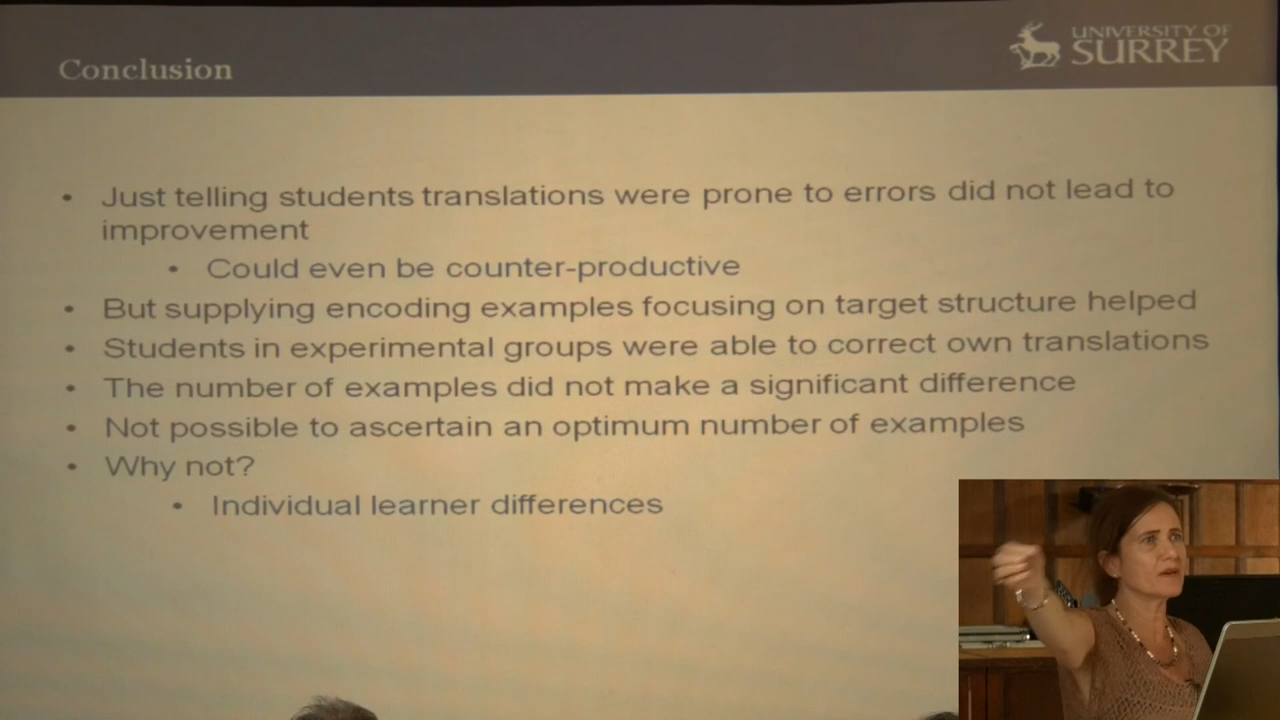 Conclusion
UNIVERSITY OF
SURREY
• Just telling students translations were prone to errors did not lead to
improvement
• Could even be counter-productive
• But supplying encoding examples focusing on target structure helped
• Students in experimental groups were able to correct own translations
• The number of examples did not make a significant difference
• Not possible to ascertain an optimum number of examples
• Why not?
• Individual learner differences